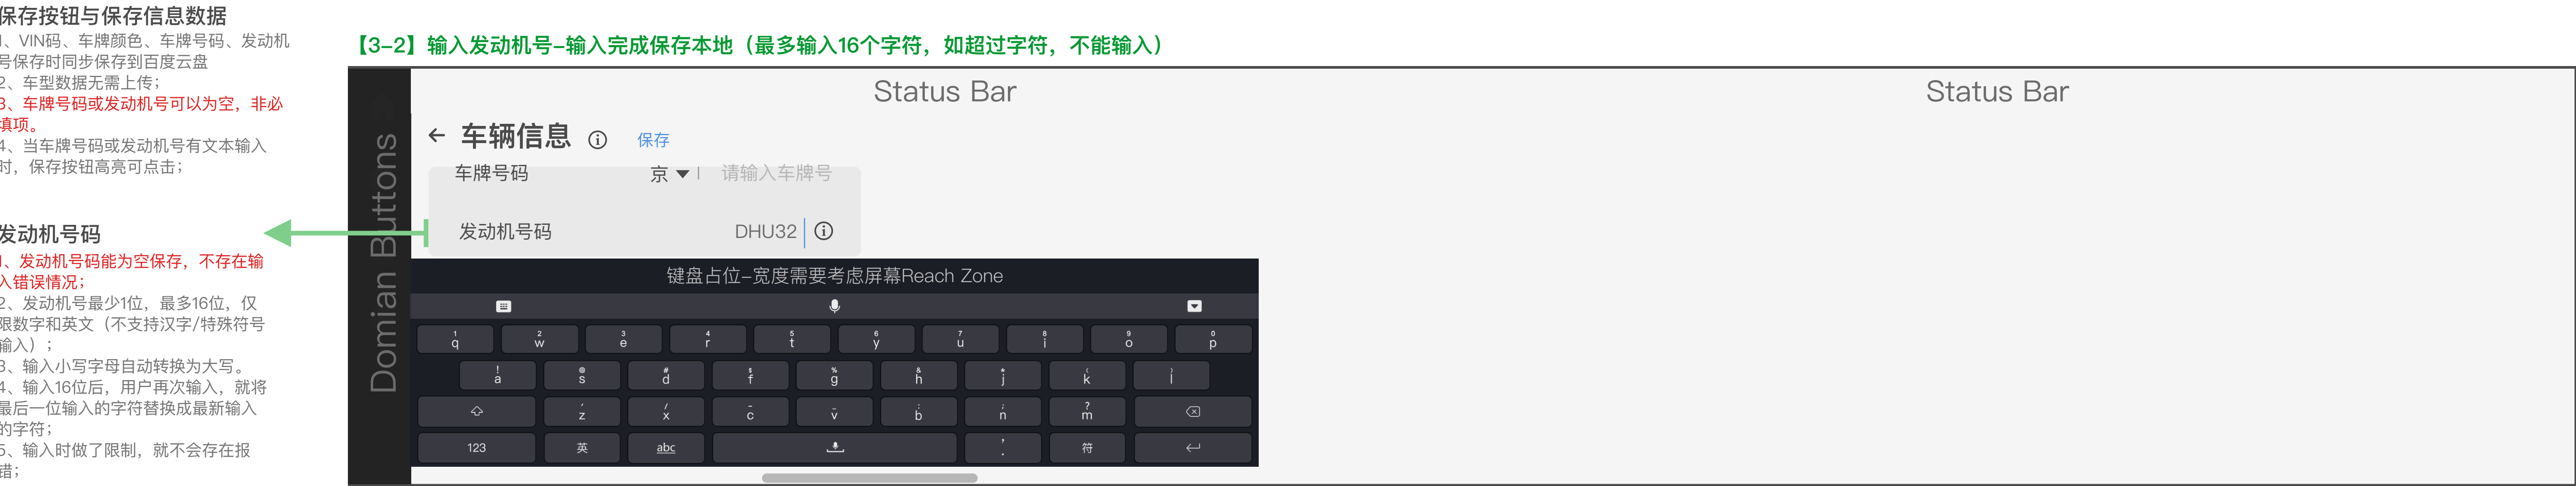 保存按钮与保存信息数据
1、VIN码、车牌颜色、车牌号码、发动机
号保存时同步保存到百度云盘
2、车型数据无需上传；
3、车牌号码或发动机号可以为空，非必
填项。
4、当车牌号码或发动机号有文本输入
时，保存按钮高亮可点击；
发动机号码
1、发动机号码能为空保存，不存在输
入错误情况；
2、发动机号最少1位，最多16位，仅
限数字和英文（不支持汉字/特殊符号
输入）；
3、输入小写字母自动转换为大写。
4、输入16位后，用户再次输入，就将
最后一位输入的字符替换成最新输入
的字符；
5、输入时做了限制，就不会存在报
错；
【3-2】输入发动机号-输入完成保存本地（最多输入16个字符，如超过字符，不能输入）
Status Bar
Status Bar
Domian Buttons
车辆信息
保存
车牌号码 京 请输入车牌号
发动机号码 DHU32
键盘占位-宽度需要考虑屏幕Reach Zone
1 2 3 4 5 6 7 8 9 0
q w e r t y u i o p
! @ # $ % & * ( )
a s d f g h j k l
' / - _ : ; ?
z x c v b n m
123 英 abc , . 符